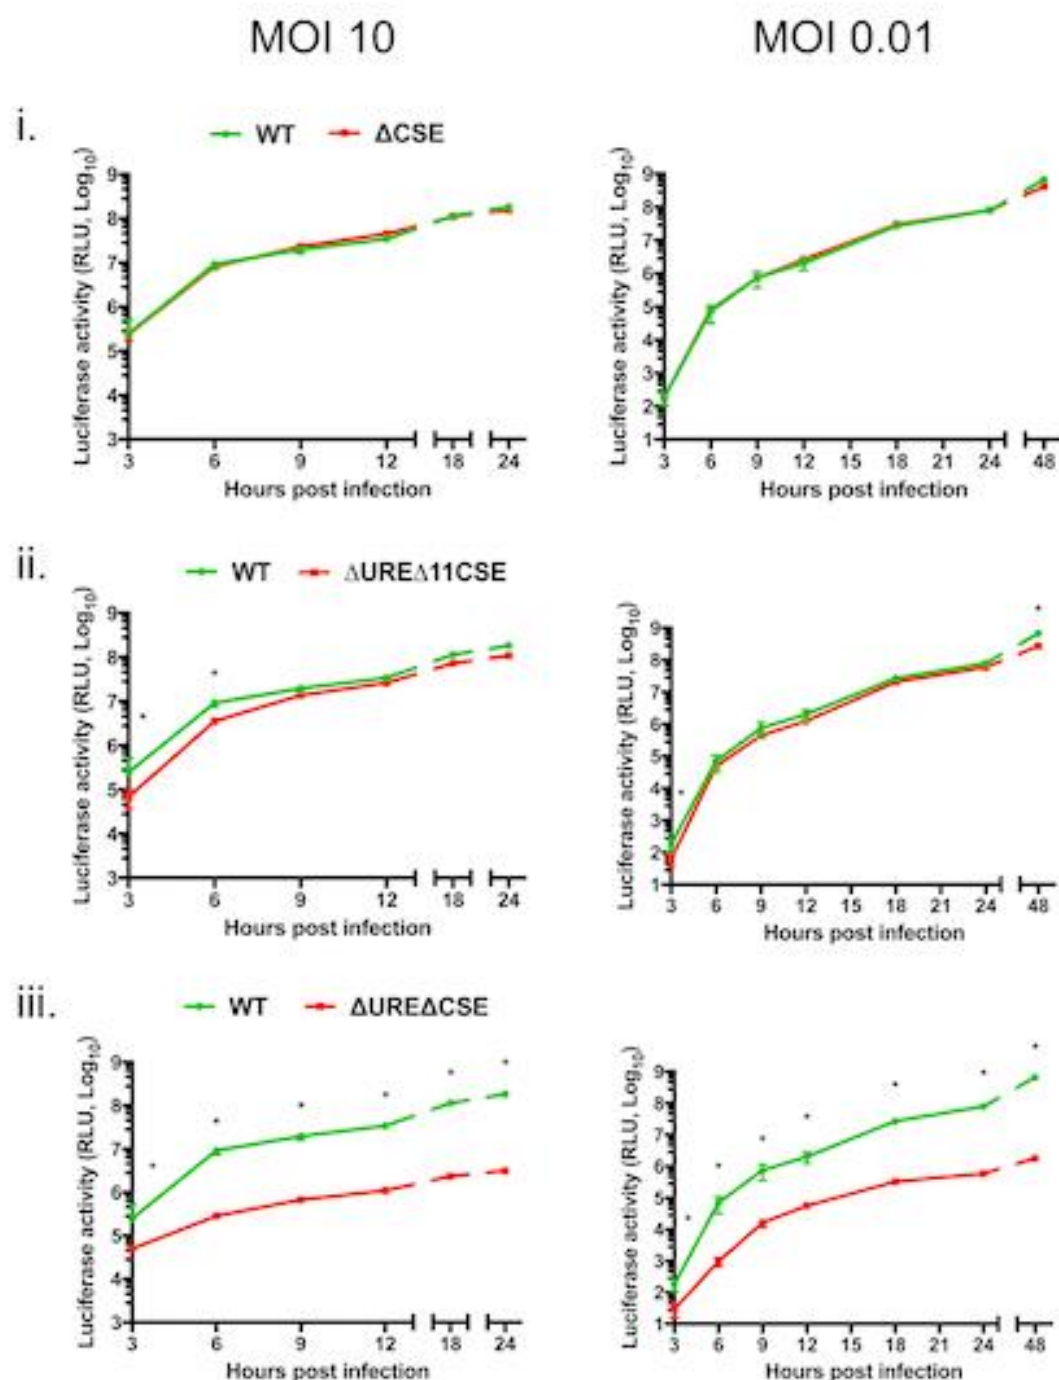 MOI 10 MOI 0.01
i.
WT ΔCSE
Luciferase activity (RLU, Log10)
9
8
7
6
5
4
3
3 6 9 12 18 24
Hours post infection
Luciferase activity (RLU, Log10)
9
8
7
6
5
4
3
2
1
3 6 9 12 15 18 21 24 48
Hours post infection
ii.
WT ΔUREΔ11CSE
Luciferase activity (RLU, Log10)
9
8
7
6
5
4
3
* *
3 6 9 12 18 24
Hours post infection
Luciferase activity (RLU, Log10)
9
8
7
6
5
4
3
2
1
* *
3 6 9 12 15 18 21 24 48
Hours post infection
iii.
WT ΔUREΔCSE
Luciferase activity (RLU, Log10)
9
8
7
6
5
4
3
* * * * * *
3 6 9 12 18 24
Hours post infection
Luciferase activity (RLU, Log10)
9
8
7
6
5
4
3
2
1
* * * * * * *
3 6 9 12 15 18 21 24 48
Hours post infection